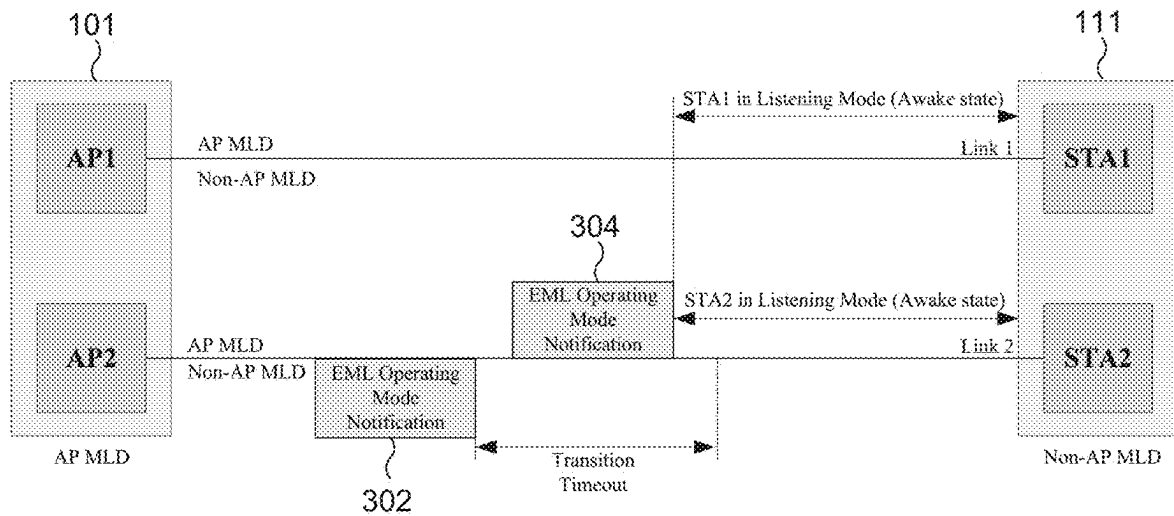 101
111
STA1 in Listening Mode (Awake state)
AP1
AP MLD
Link 1
STA1
Non-AP MLD
304
EML Operating
Mode
Notification
STA2 in Listening Mode (Awake state)
AP2
AP MLD
Link 2
STA2
Non-AP MLD
EML Operating
Mode
Notification
AP MLD
Transition
Timeout
Non-AP MLD
302